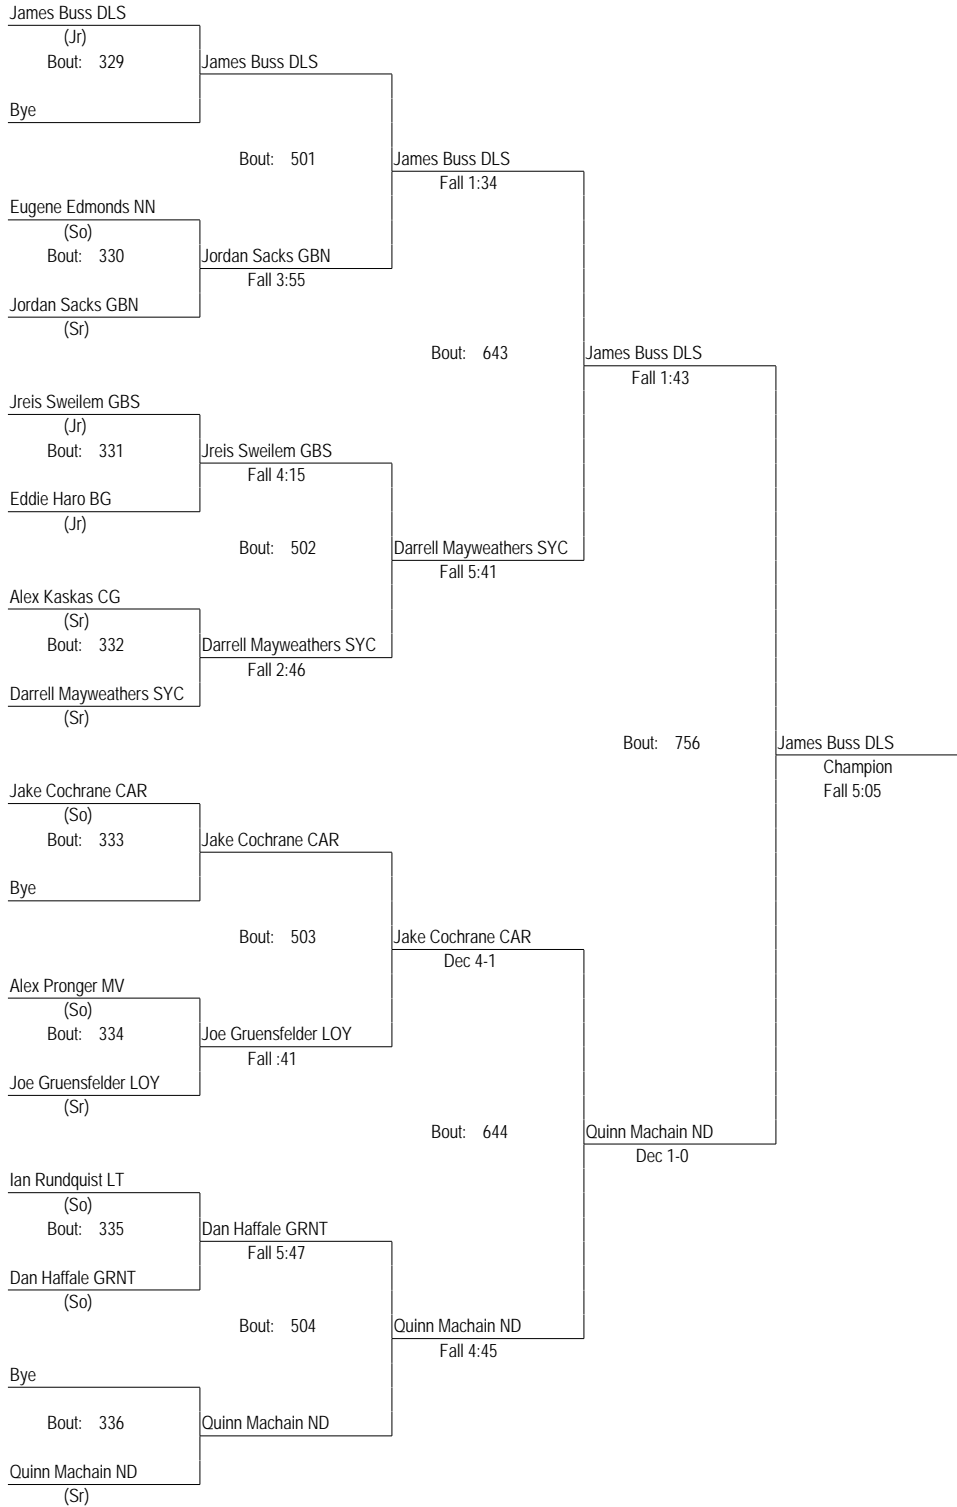 James Buss DLS
(Jr)
Bout: 329
James Buss DLS
Bye
Bout: 501
James Buss DLS
Fall 1:34
Eugene Edmonds NN
(So)
Bout: 330
Jordan Sacks GBN
Fall 3:55
Jordan Sacks GBN
(Sr)
Bout: 643
James Buss DLS
Fall 1:43
Jreis Sweilem GBS
(Jr)
Bout: 331
Jreis Sweilem GBS
Fall 4:15
Eddie Haro BG
(Jr)
Bout: 502
Darrell Mayweathers SYC
Fall 5:41
Alex Kaskas CG
(Sr)
Bout: 332
Darrell Mayweathers SYC
Fall 2:46
Darrell Mayweathers SYC
(Sr)
Bout: 756
James Buss DLS
Champion
Fall 5:05
Jake Cochrane CAR
(So)
Bout: 333
Jake Cochrane CAR
Bye
Bout: 503
Jake Cochrane CAR
Dec 4-1
Alex Pronger MV
(So)
Bout: 334
Joe Gruensfelder LOY
Fall :41
Joe Gruensfelder LOY
(Sr)
Bout: 644
Quinn Machain ND
Dec 1-0
Ian Rundquist LT
(So)
Bout: 335
Dan Haffale GRNT
Fall 5:47
Dan Haffale GRNT
(So)
Bout: 504
Quinn Machain ND
Fall 4:45
Bye
Bout: 336
Quinn Machain ND
Quinn Machain ND
(Sr)